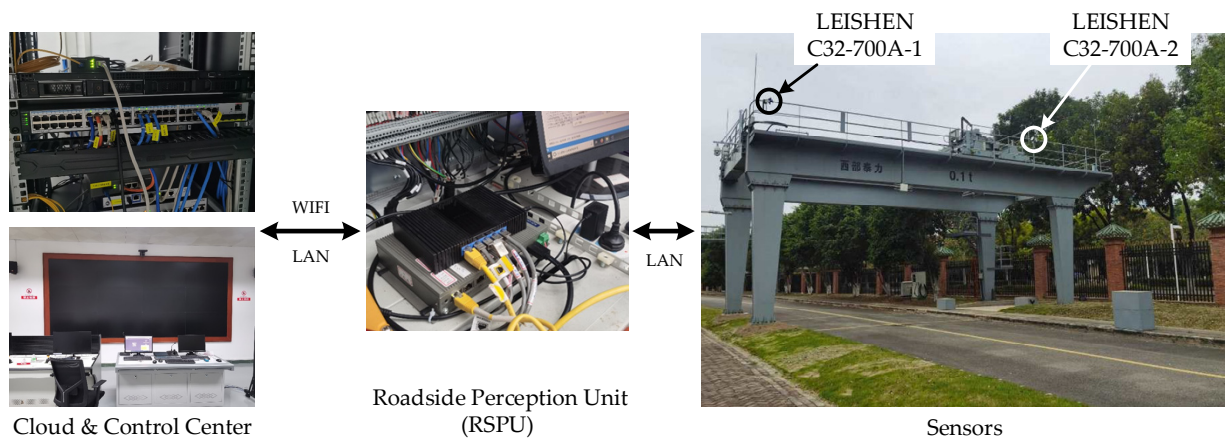 LEISHEN
C32-700A-1
LEISHEN
C32-700A-2
WIFI
LAN
LAN
西部泰力 0.1t
Cloud & Control Center
Roadside Perception Unit
(RSPU)
Sensors